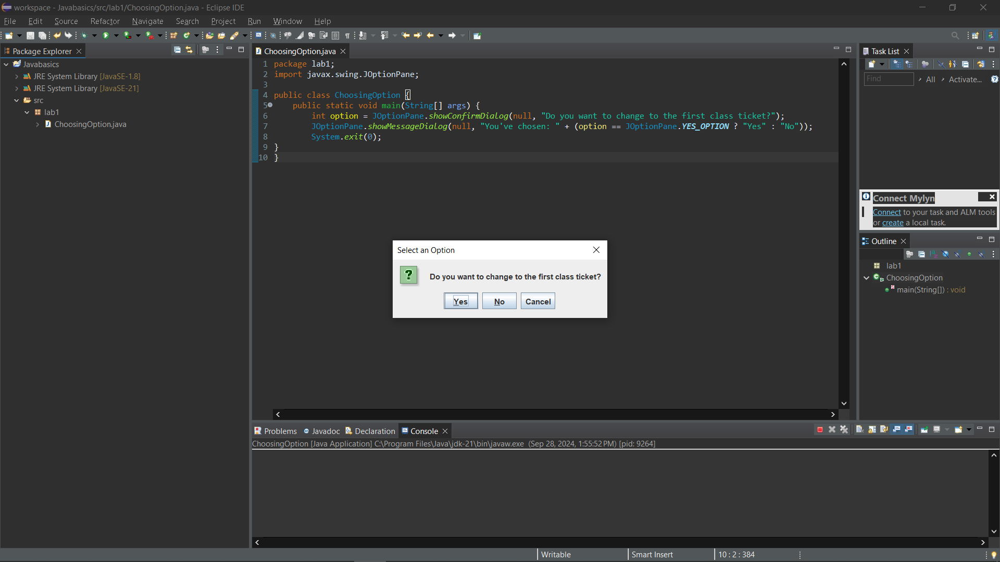 workspace - Javabasics/src/lab1/ChoosingOption.java - Eclipse IDE
File Edit Source Refactor Navigate Search Project Run Window Help
Package Explorer
Javabasics
JRE System Library [JavaSE-1.8]
JRE System Library [JavaSE-21]
src
lab1
ChoosingOption.java
ChoosingOption.java
1 package lab1;
2 import javax.swing.JOptionPane;
3
4 public class ChoosingOption {
5 public static void main(String[] args) {
6 int option = JOptionPane.showConfirmDialog(null, "Do you want to change to the first class ticket?");
7 JOptionPane.showMessageDialog(null, "You've chosen: " + (option == JOptionPane.YES_OPTION ? "Yes" : "No"));
8 System.exit(0);
9 }
10 }
Select an Option
Do you want to change to the first class ticket?
Yes No Cancel
Task List
Find All Activate...
Connect Mylyn
Connect to your task and ALM tools
or create a local task.
Outline
lab1
ChoosingOption
main(String[]) : void
Problems Javadoc Declaration Console
ChoosingOption [Java Application] C:\Program Files\Java\jdk-21\bin\javaw.exe (Sep 28, 2024, 1:55:52 PM) [pid: 9264]
Writable Smart Insert 10 : 2 : 384